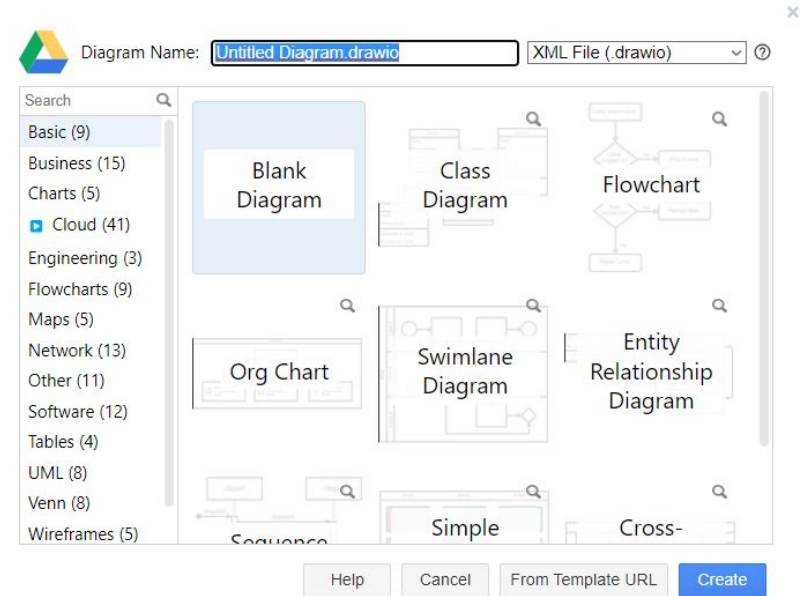 Diagram Name: Untitled Diagram.drawio XML File (.drawio)
Search
Basic (9)
Business (15)
Charts (5)
Cloud (41)
Engineering (3)
Flowcharts (9)
Maps (5)
Network (13)
Other (11)
Software (12)
Tables (4)
UML (8)
Venn (8)
Wireframes (5)
Blank
Diagram
Class
Diagram
Flowchart
Org Chart
Swimlane
Diagram
Entity
Relationship
Diagram
Sequence
Simple
Cross-
Help Cancel From Template URL Create